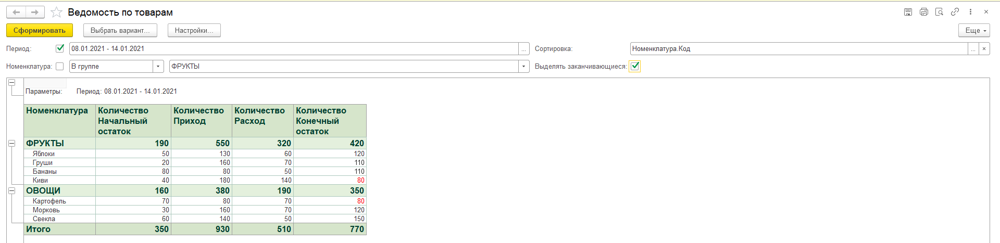 Ведомость по товарам
Сформировать Выбрать вариант... Настройки... Еще
Период: 08.01.2021 - 14.01.2021 ... Сортировка: Номенклатура.Код ... ×
Номенклатура: В группе ФРУКТЫ Выделять заканчивающиеся:
Параметры: Период: 08.01.2021 - 14.01.2021
Номенклатура Количество Количество Количество Количество
Начальный Приход Расход Конечный
остаток остаток
ФРУКТЫ 190 550 320 420
Яблоки 50 130 60 120
Груши 20 160 70 110
Бананы 80 80 50 110
Киви 40 180 140 80
ОВОЩИ 160 380 190 350
Картофель 70 80 70 80
Морковь 30 160 70 120
Свекла 60 140 50 150
Итого 350 930 510 770